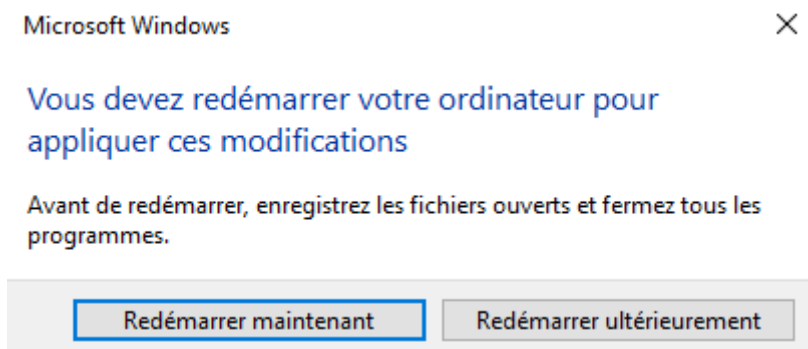 Microsoft Windows
Vous devez redémarrer votre ordinateur pour
appliquer ces modifications
Avant de redémarrer, enregistrez les fichiers ouverts et fermez tous les
programmes.
Redémarrer maintenant
Redémarrer ultérieurement